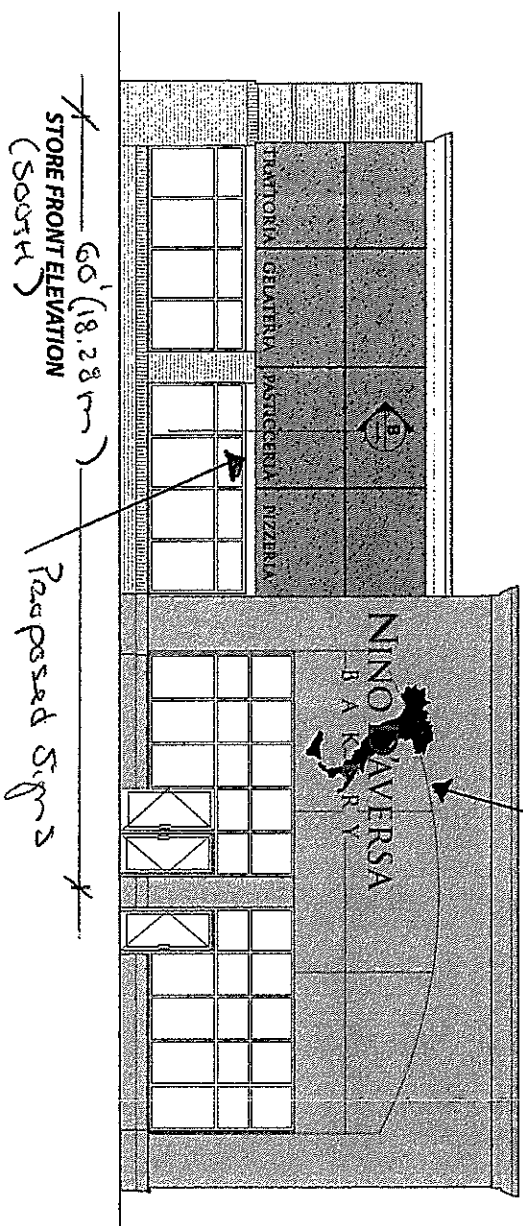 NINO D'AVERSA
BAKERY
TRATTORIA GELATERIA PASTICCERIA PIZZERIA
B
60' (18.28m)
STORE FRONT ELEVATION
(SOUTH)
Proposed Signs